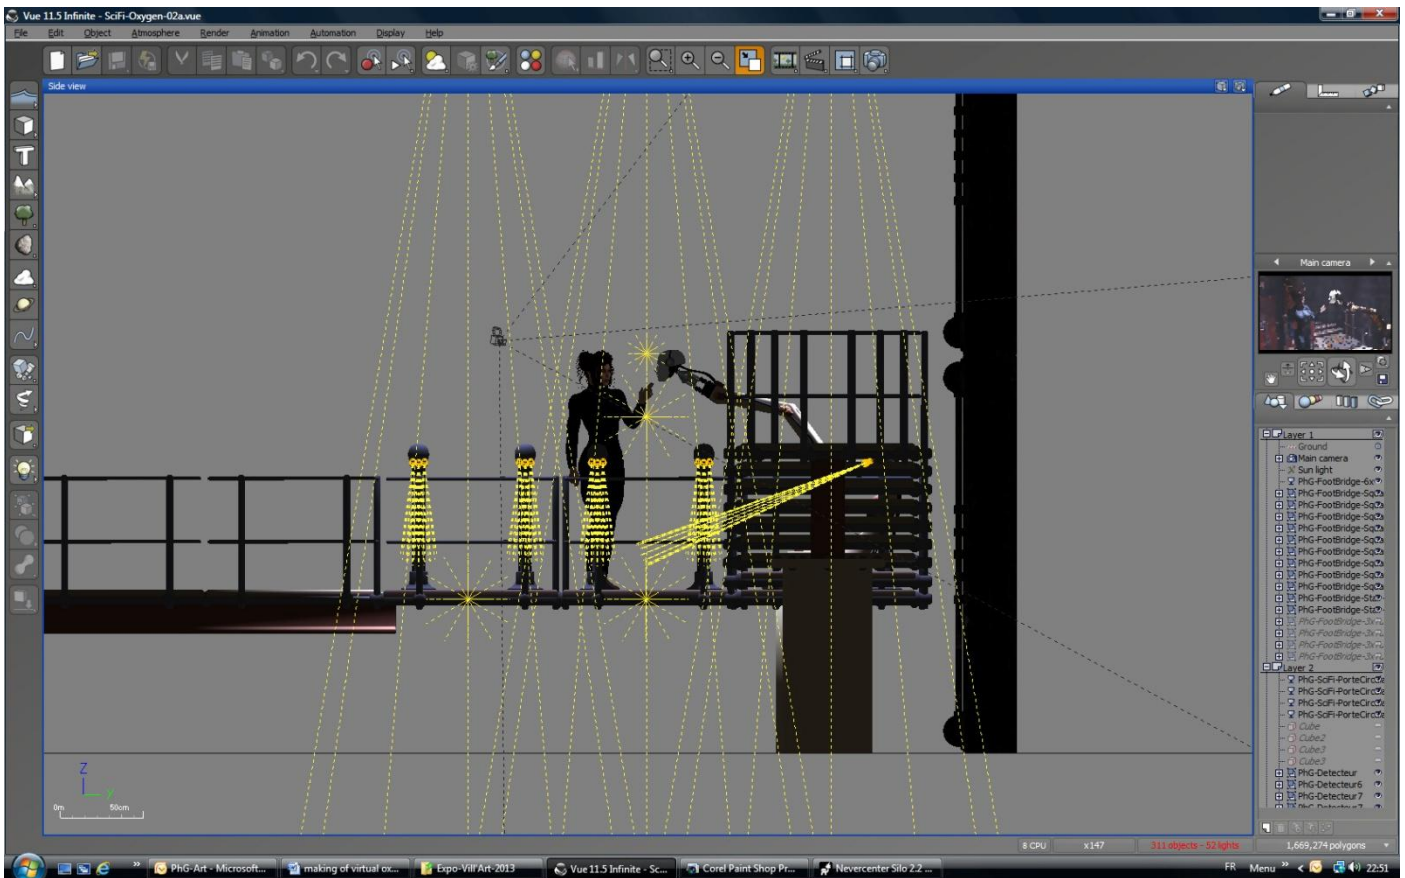 Vue 11.5 Infinite - SciFi-Oxygen-02a.vue
File Edit Object Atmosphere Render Animation Automation Display Help
Side view
Main camera
Layer 1
Ground
Main camera
Sun light
PhG-FootBridge-6x
PhG-FootBridge-Sq
PhG-FootBridge-Sq
PhG-FootBridge-Sq
PhG-FootBridge-Sq
PhG-FootBridge-Sq
PhG-FootBridge-Sq
PhG-FootBridge-Sq
PhG-FootBridge-Sq
PhG-FootBridge-Sq
PhG-FootBridge-St
PhG-FootBridge-St
PhG-FootBridge-3x
PhG-FootBridge-3x
PhG-FootBridge-3x
PhG-FootBridge-3x
Layer 2
PhG-SciFi-PorteCirc
PhG-SciFi-PorteCirc
PhG-SciFi-PorteCirc
PhG-SciFi-PorteCirc
Cube
Cube2
Cube3
Cube3
PhG-Detecteur
PhG-Detecteur6
PhG-Detecteur7
Z
Y
0m 50cm
8 CPU x147 311 objects - 52 lights 1,669,274 polygons
PhG-Art - Microsoft... making of virtual ox... Expo-Vill'Art-2013 Vue 11.5 Infinite - Sc... Corel Paint Shop Pr... Nevercenter Silo 2.2 ... FR Menu 22:51